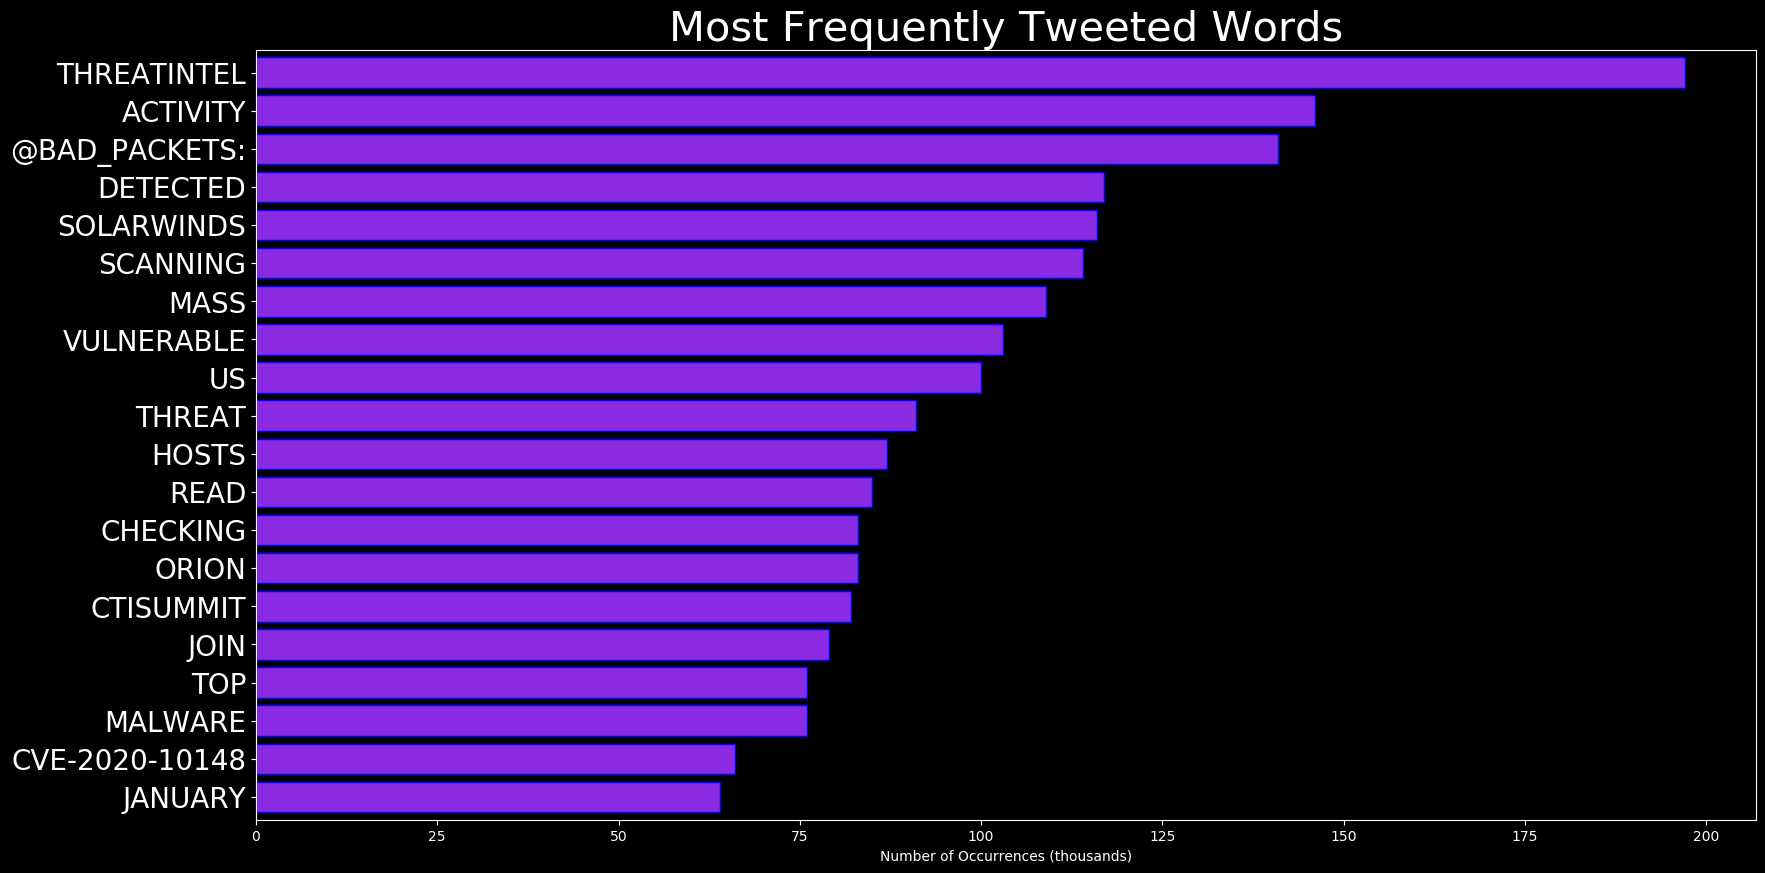 Most Frequently Tweeted Words
THREATINTEL
ACTIVITY
@BAD_PACKETS:
DETECTED
SOLARWINDS
SCANNING
MASS
VULNERABLE
US
THREAT
HOSTS
READ
CHECKING
ORION
CTISUMMIT
JOIN
TOP
MALWARE
CVE-2020-10148
JANUARY
0 25 50 75 100 125 150 175 200
Number of Occurrences (thousands)